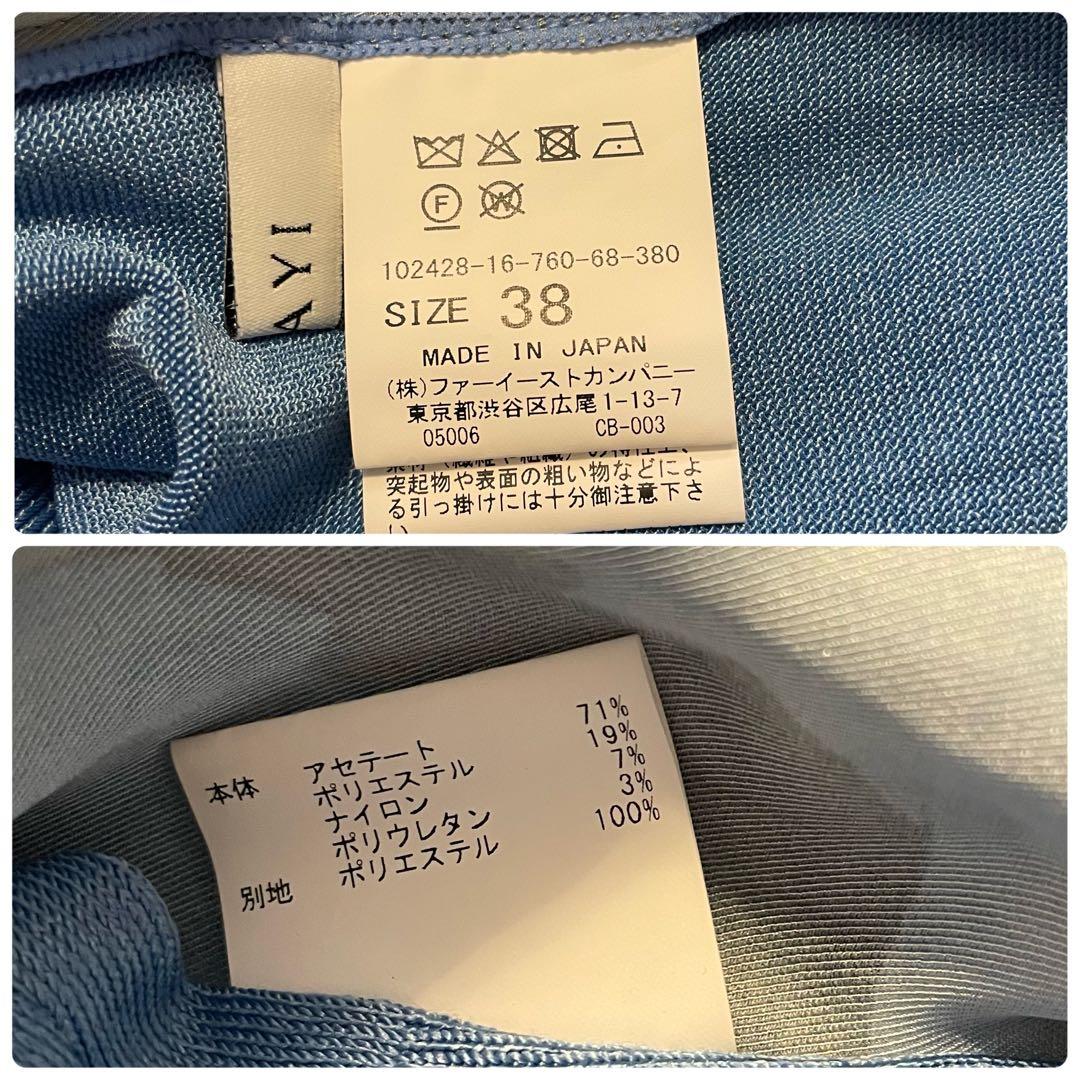 AYI
F
W
102428-16-760-68-380
SIZE 38
MADE IN JAPAN
(株)ファーイーストカンパニー
東京都渋谷区広尾1-13-7
05006 CB-003
突起物や表面の粗い物などによ
る引っ掛けには十分御注意下さ
い
本体 アセテート 71%
ポリエステル 19%
ナイロン 7%
ポリウレタン 3%
別地 ポリエステル 100%